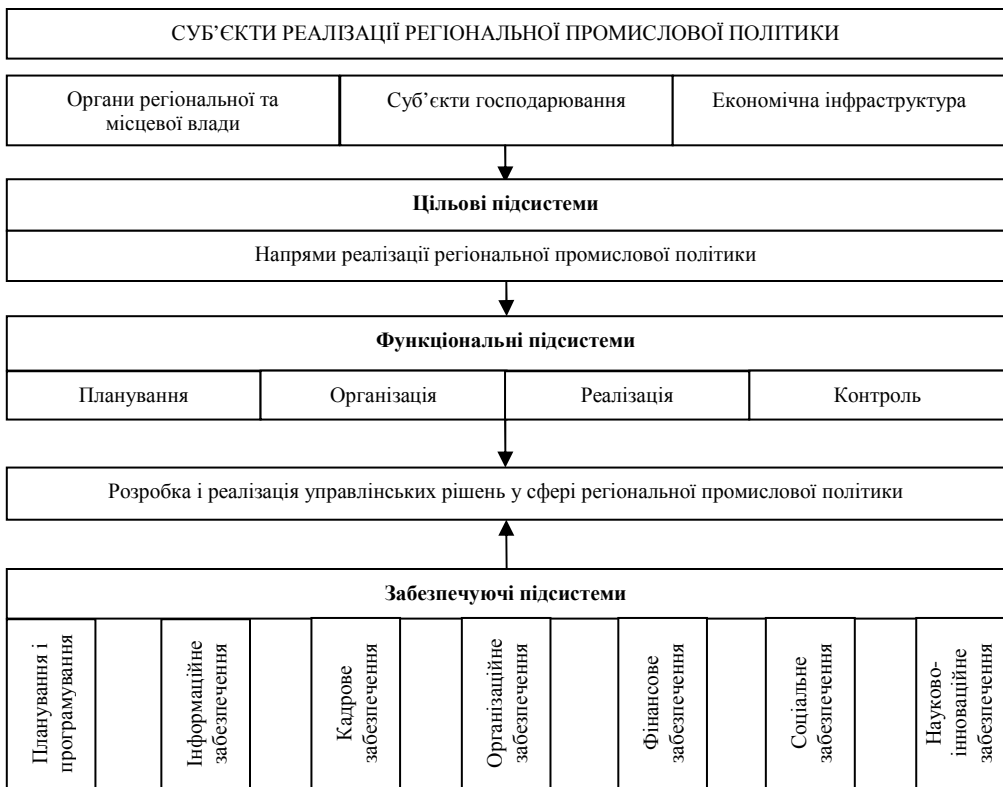 СУБ’ЄКТИ РЕАЛІЗАЦІЇ РЕГІОНАЛЬНОЇ ПРОМИСЛОВОЇ ПОЛІТИКИ
Органи регіональної та
місцевої влади
Суб’єкти господарювання
Економічна інфраструктура
Цільові підсистеми
Напрями реалізації регіональної промислової політики
Функціональні підсистеми
Планування
Організація
Реалізація
Контроль
Розробка і реалізація управлінських рішень у сфері регіональної промислової політики
Забезпечуючі підсистеми
Планування і
програмування
Інформаційне
забезпечення
Кадрове
забезпечення
Організаційне
забезпечення
Фінансове
забезпечення
Соціальне
забезпечення
Науково-
інноваційне
забезпечення